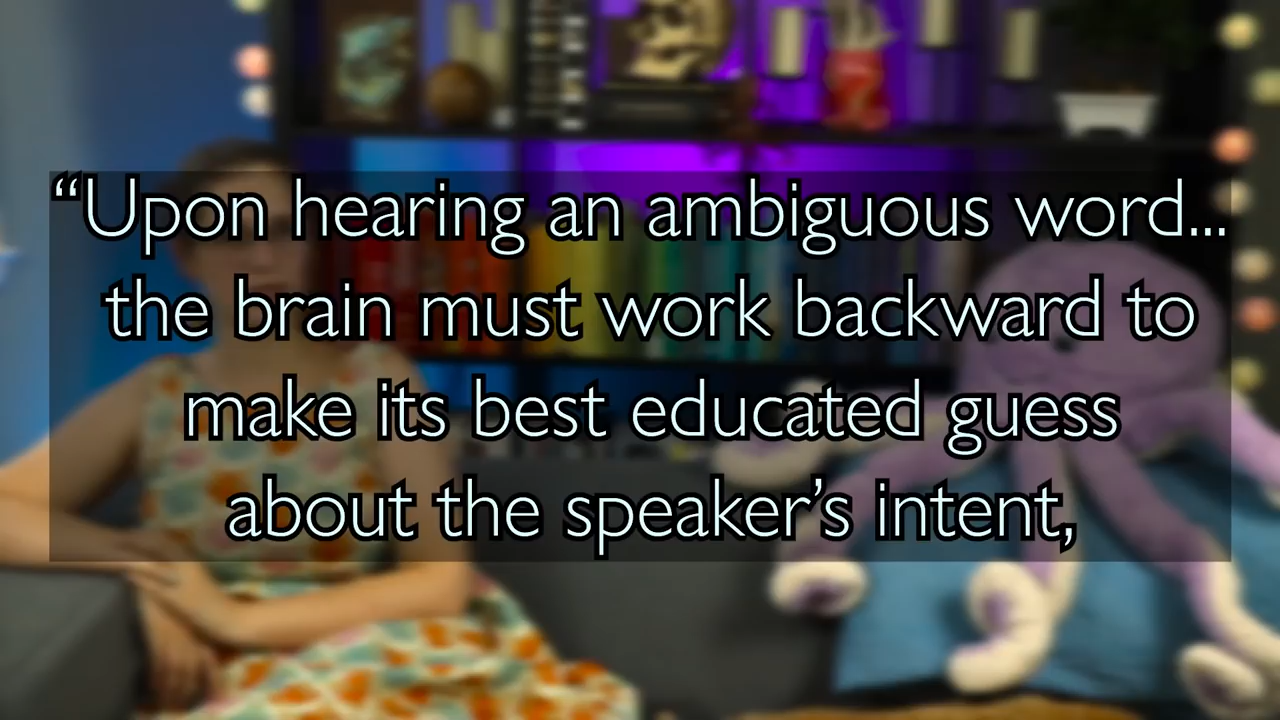 “Upon hearing an ambiguous word...
the brain must work backward to
make its best educated guess
about the speaker’s intent,